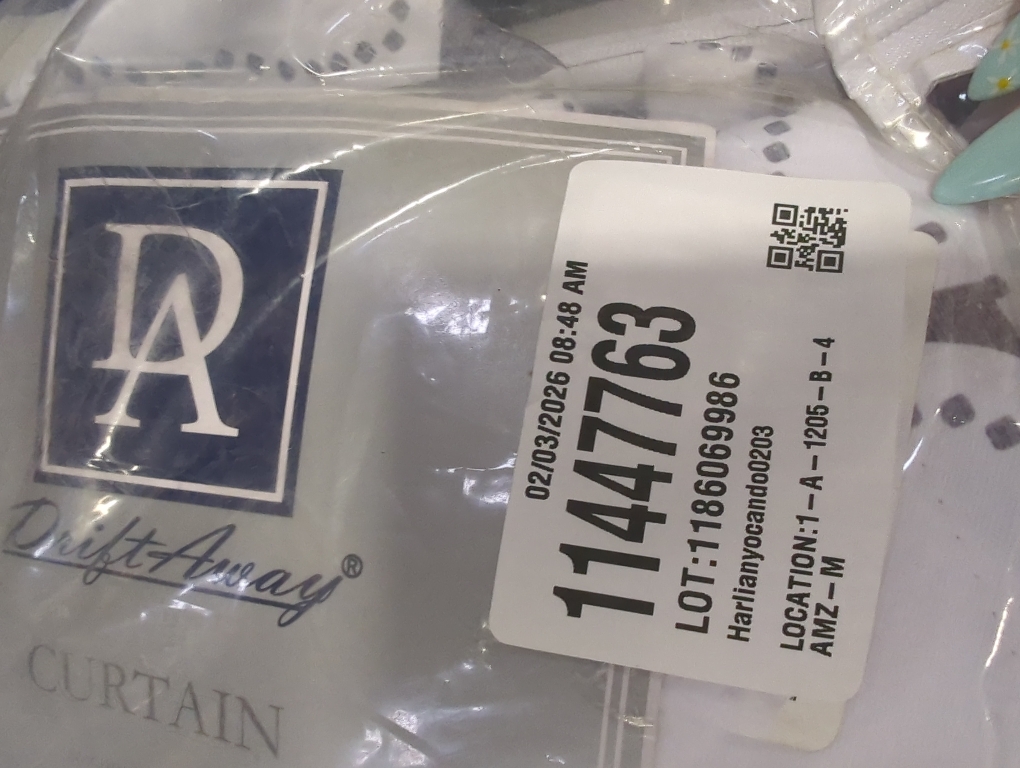 DA
DriftAway®
CURTAIN
02/03/2026 08:48 AM
11447763
LOT:1186069986
Harlianyocando0203
LOCATION:1-A-1205-B-4
AMZ-M